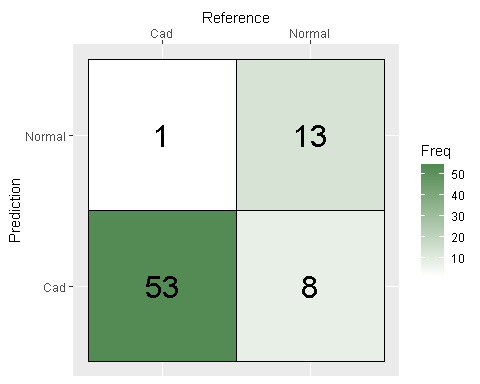 Reference
Cad Normal
Normal 1 13
Prediction
Cad 53 8
Freq
50
40
30
20
10